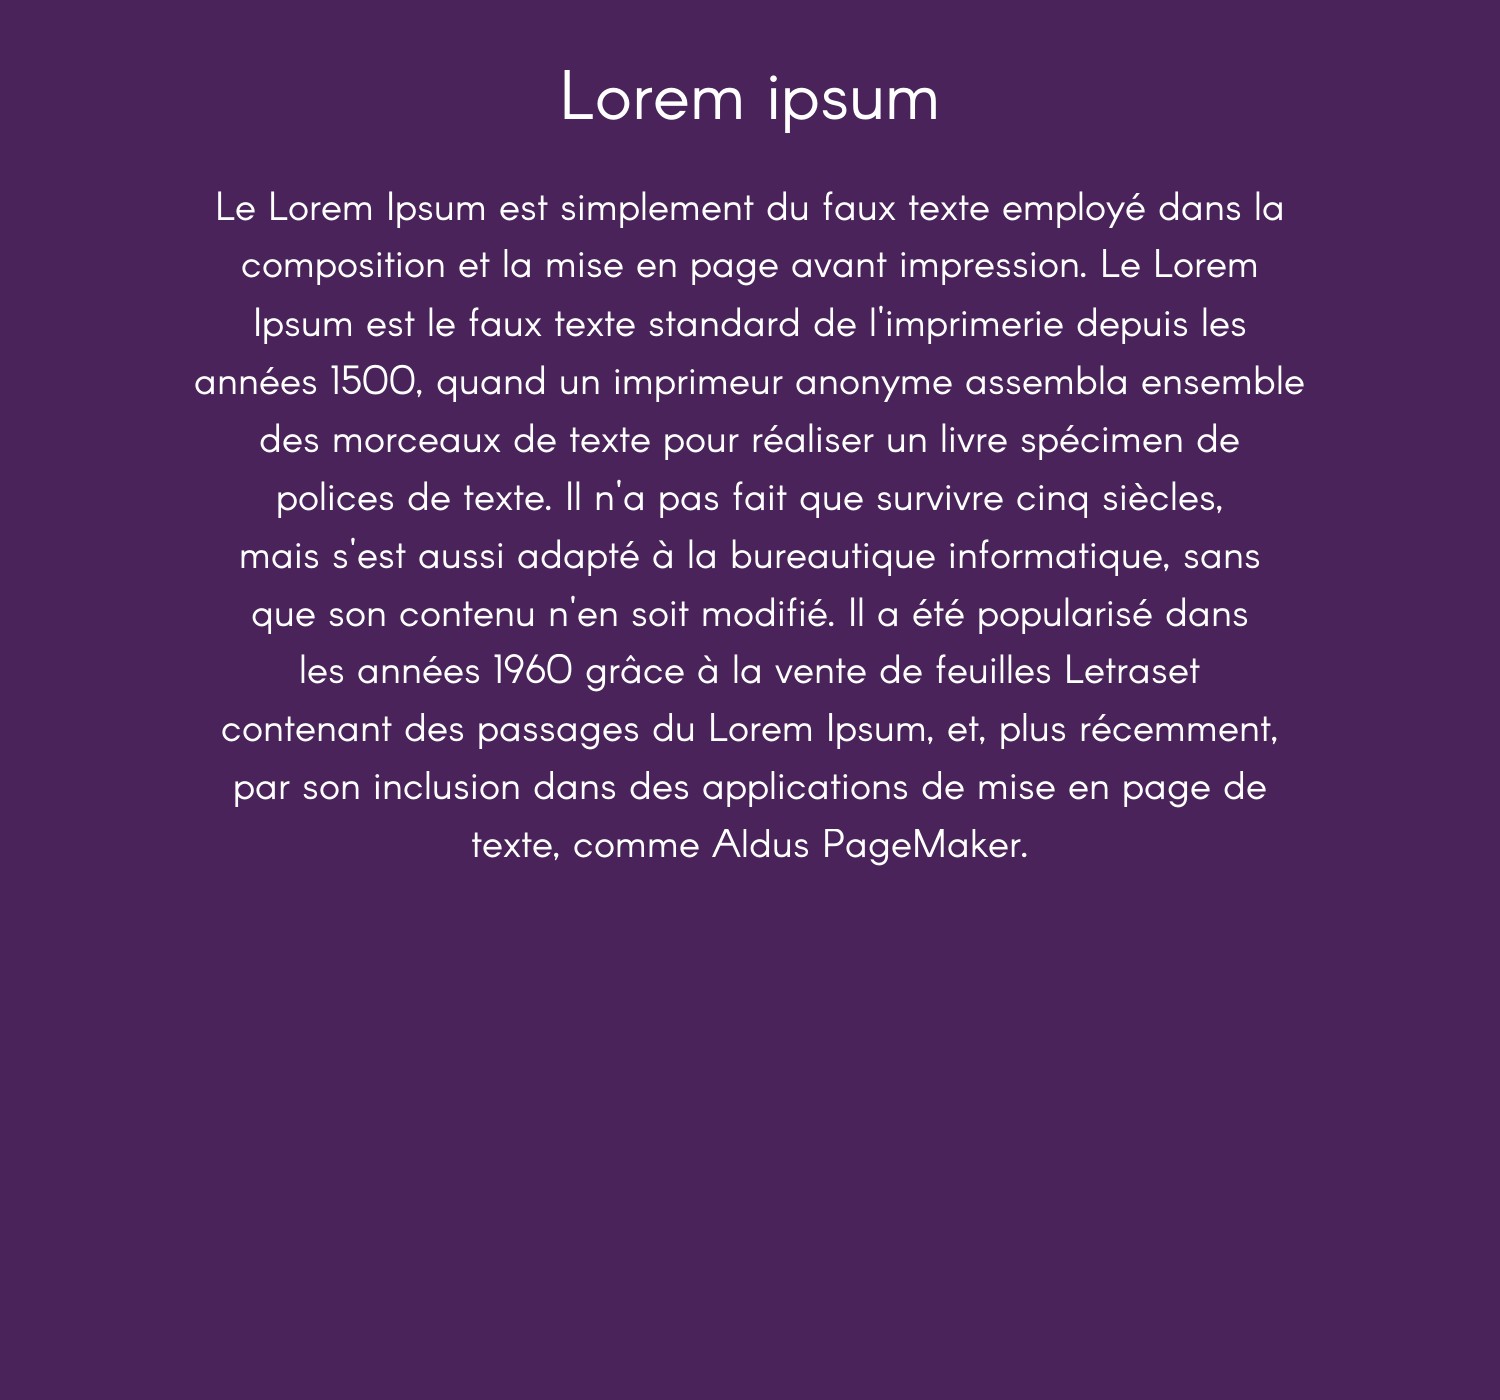 Lorem ipsum
Le Lorem Ipsum est simplement du faux texte employé dans la
composition et la mise en page avant impression. Le Lorem
Ipsum est le faux texte standard de l'imprimerie depuis les
années 1500, quand un imprimeur anonyme assembla ensemble
des morceaux de texte pour réaliser un livre spécimen de
polices de texte. Il n'a pas fait que survivre cinq siècles,
mais s'est aussi adapté à la bureautique informatique, sans
que son contenu n'en soit modifié. Il a été popularisé dans
les années 1960 grâce à la vente de feuilles Letraset
contenant des passages du Lorem Ipsum, et, plus récemment,
par son inclusion dans des applications de mise en page de
texte, comme Aldus PageMaker.